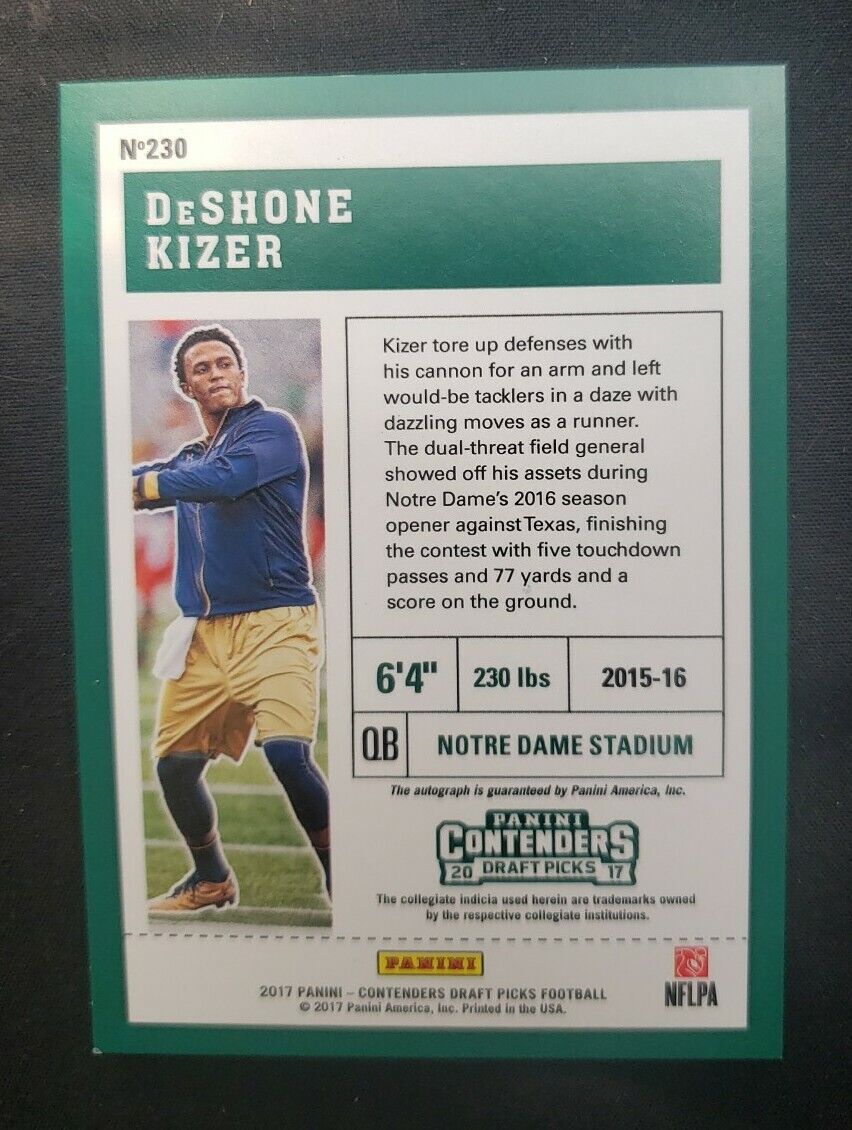 Nº230
DeSHONE
KIZER
Kizer tore up defenses with
his cannon for an arm and left
would-be tacklers in a daze with
dazzling moves as a runner.
The dual-threat field general
showed off his assets during
Notre Dame's 2016 season
opener against Texas, finishing
the contest with five touchdown
passes and 77 yards and a
score on the ground.
6'4" 230 lbs 2015-16
QB NOTRE DAME STADIUM
The autograph is guaranteed by Panini America, Inc.
PANINI
CONTENDERS
20 DRAFT PICKS 17
The collegiate indicia used herein are trademarks owned
by the respective collegiate institutions.
PANINI
2017 PANINI – CONTENDERS DRAFT PICKS FOOTBALL
© 2017 Panini America, Inc. Printed in the USA.
NFLPA